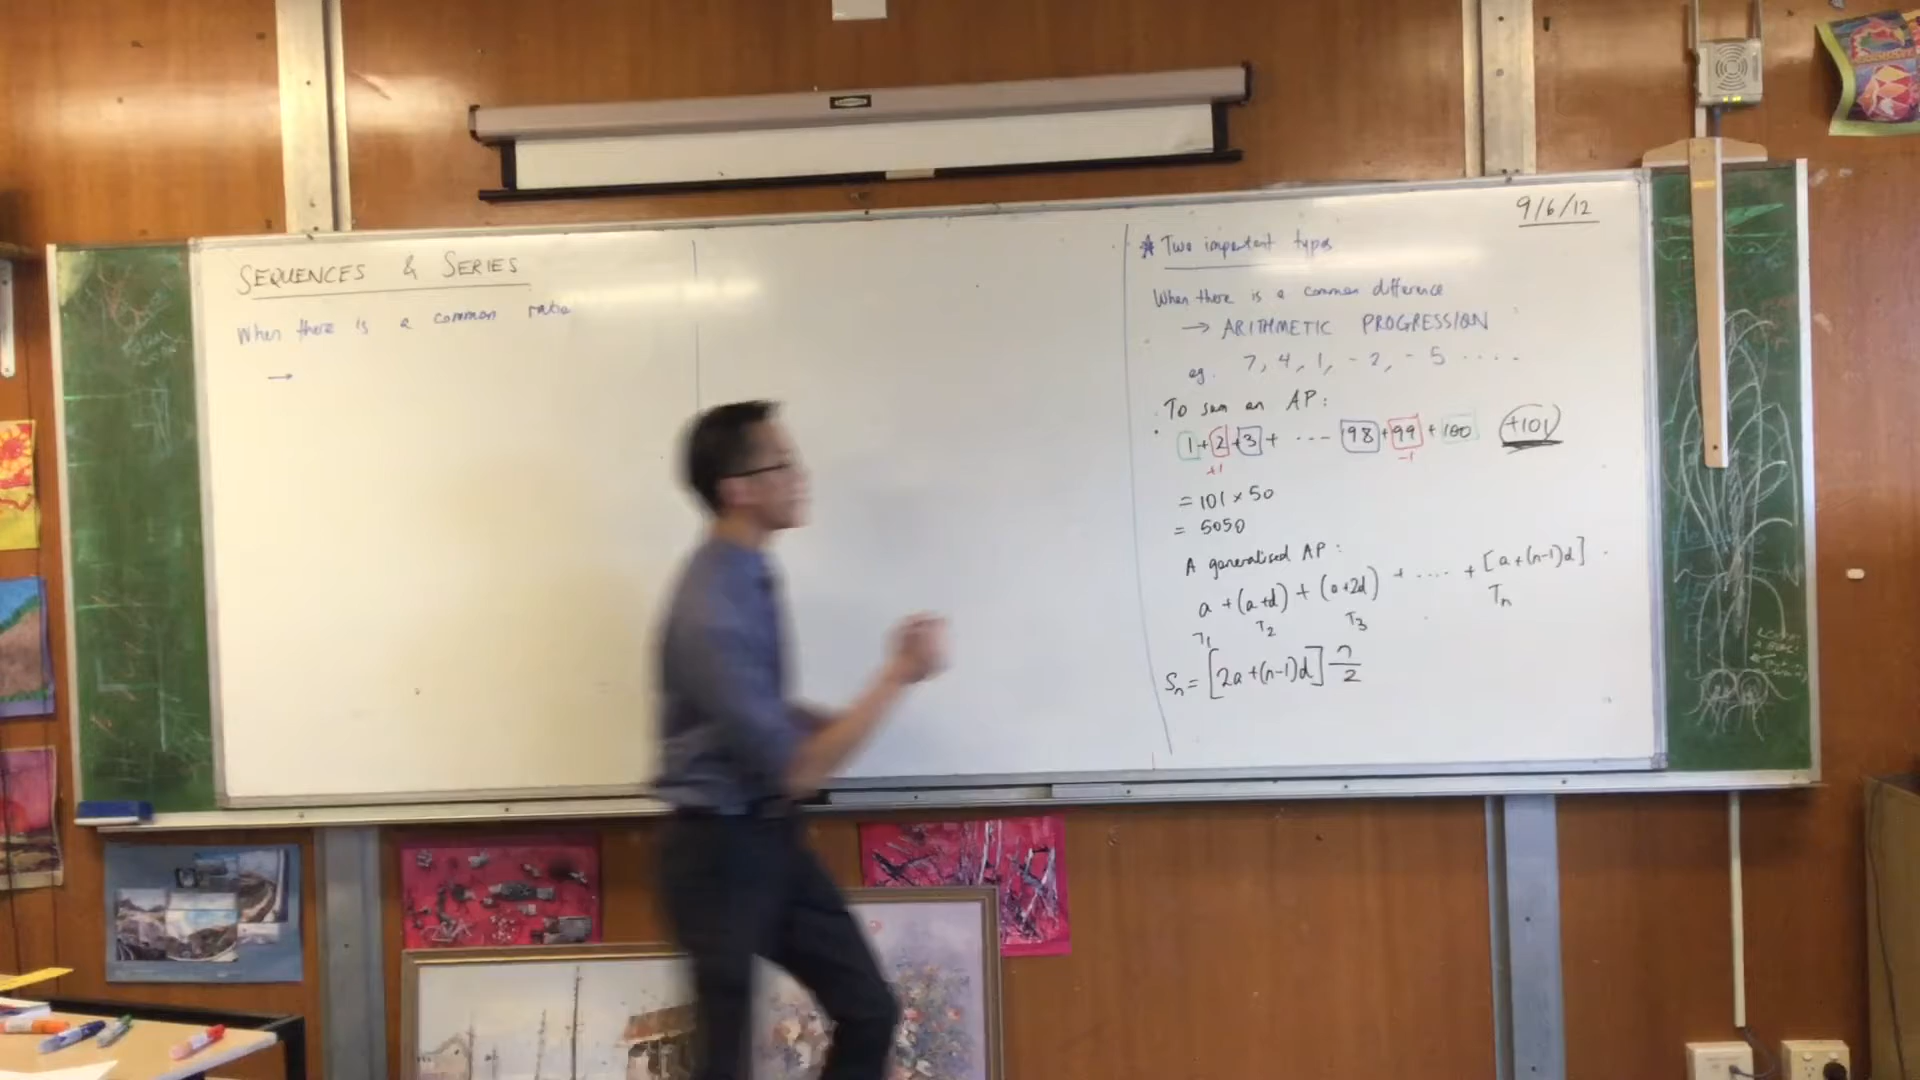 SEQUENCES & SERIES
When there is a common ratio
→
9/6/12
* Two important types
When there is a common difference
→ ARITHMETIC PROGRESSION
eg. 7, 4, 1, -2, -5 ....
To sum an AP:
1+2+3+ ... 98+99+100 +101
+1 -1
= 101 × 50
= 5050
A generalised AP:
a + (a+d) + (a+2d) + .... + [a+(n-1)d]
T₁ T₂ T₃ Tₙ
Sₙ = [2a+(n-1)d] n/2